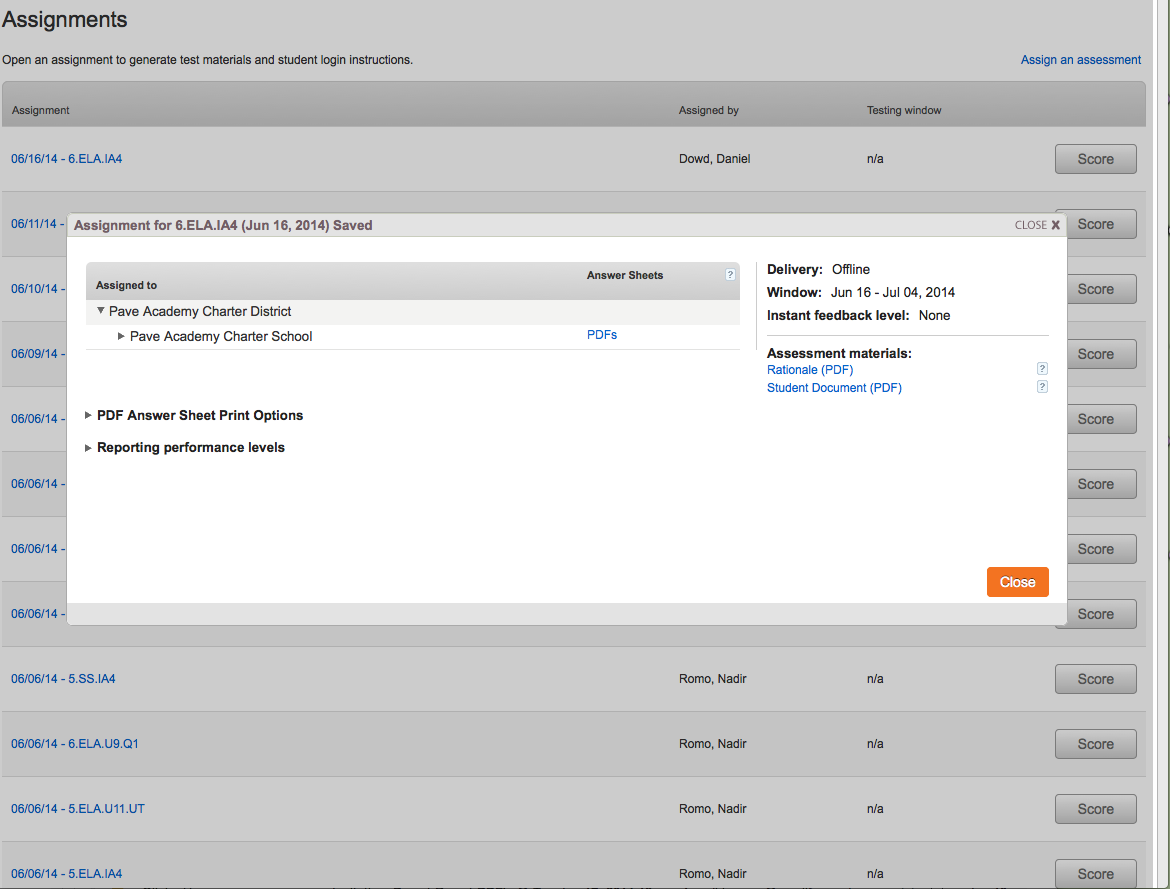 Assignments
Open an assignment to generate test materials and student login instructions.
Assign an assessment
Assignment Assigned by Testing window
06/16/14 - 6.ELA.IA4 Dowd, Daniel n/a Score
06/11/14 - Score
Assignment for 6.ELA.IA4 (Jun 16, 2014) Saved CLOSE X
Assigned to Answer Sheets ?
Pave Academy Charter District
Pave Academy Charter School PDFs
Delivery: Offline
Window: Jun 16 - Jul 04, 2014
Instant feedback level: None
Assessment materials:
Rationale (PDF) ?
Student Document (PDF) ?
PDF Answer Sheet Print Options
Reporting performance levels
Close
06/10/14 - Score
06/09/14 - Score
06/06/14 - Score
06/06/14 - Score
06/06/14 - Score
06/06/14 - Score
06/06/14 - 5.SS.IA4 Romo, Nadir n/a Score
06/06/14 - 6.ELA.U9.Q1 Romo, Nadir n/a Score
06/06/14 - 5.ELA.U11.UT Romo, Nadir n/a Score
06/06/14 - 5.ELA.IA4 Romo, Nadir n/a Score